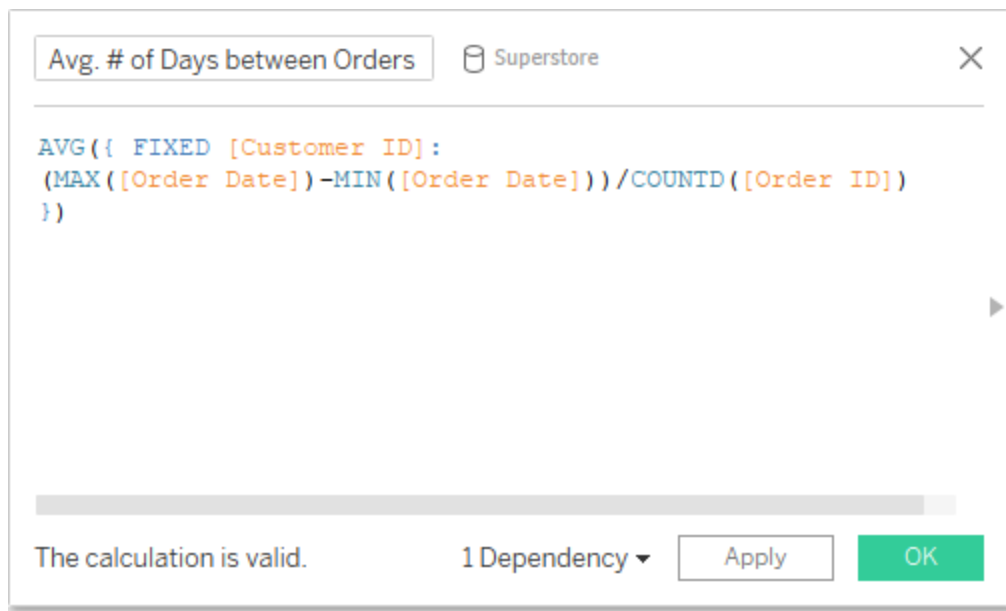 Avg. # of Days between Orders
Superstore
AVG({ FIXED [Customer ID]:
(MAX([Order Date])-MIN([Order Date]))/COUNTD([Order ID])
})
The calculation is valid.
1 Dependency
Apply
OK